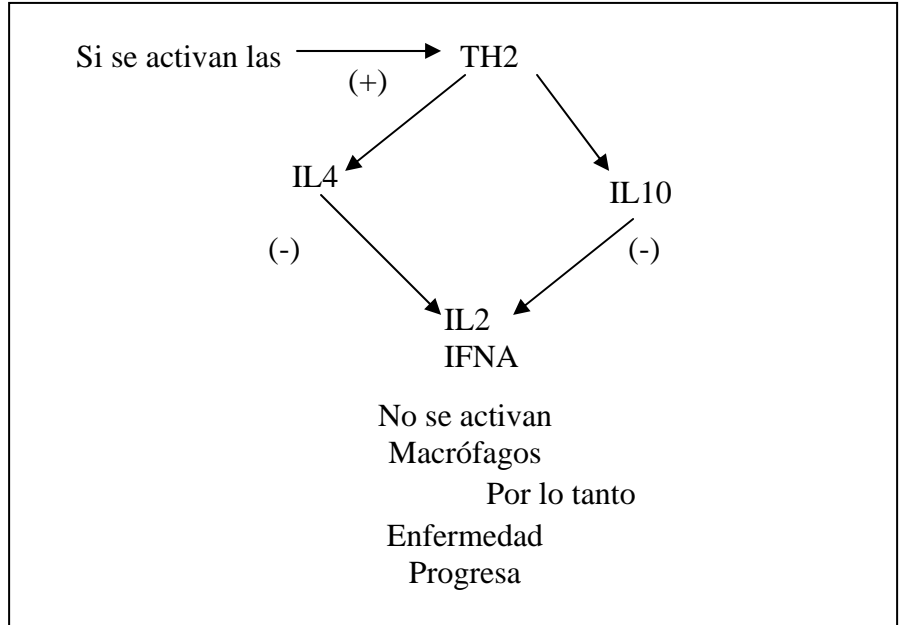 Si se activan las TH2
(+)
IL4
IL10
(-) (-)
IL2
IFNA
No se activan
Macrófagos
Por lo tanto
Enfermedad
Progresa